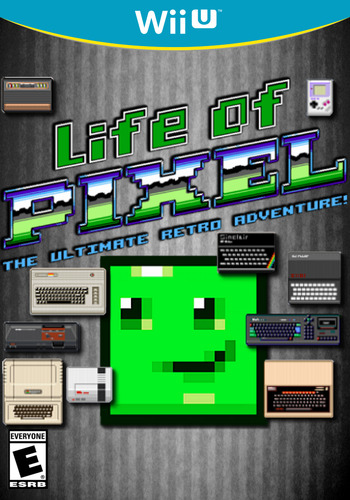 Wii U
Life of
PIXEL
THE ULTIMATE RETRO ADVENTURE!
Sinclair
EVERYONE
E
ESRB